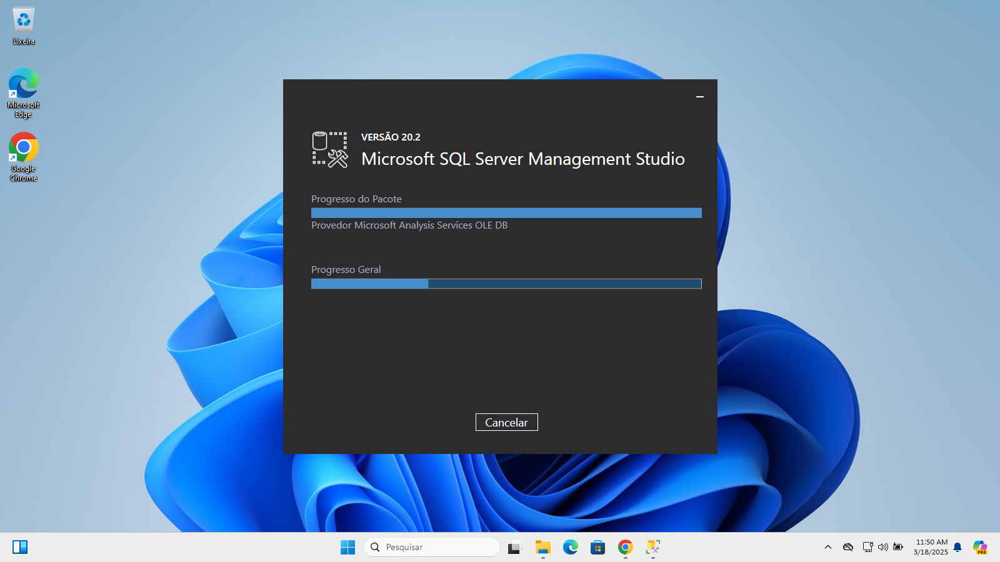 Lixeira
Microsoft
Edge
Google
Chrome
VERSÃO 20.2
Microsoft SQL Server Management Studio
Progresso do Pacote
Provedor Microsoft Analysis Services OLE DB
Progresso Geral
Cancelar
Pesquisar
11:50 AM
3/18/2025
PRE